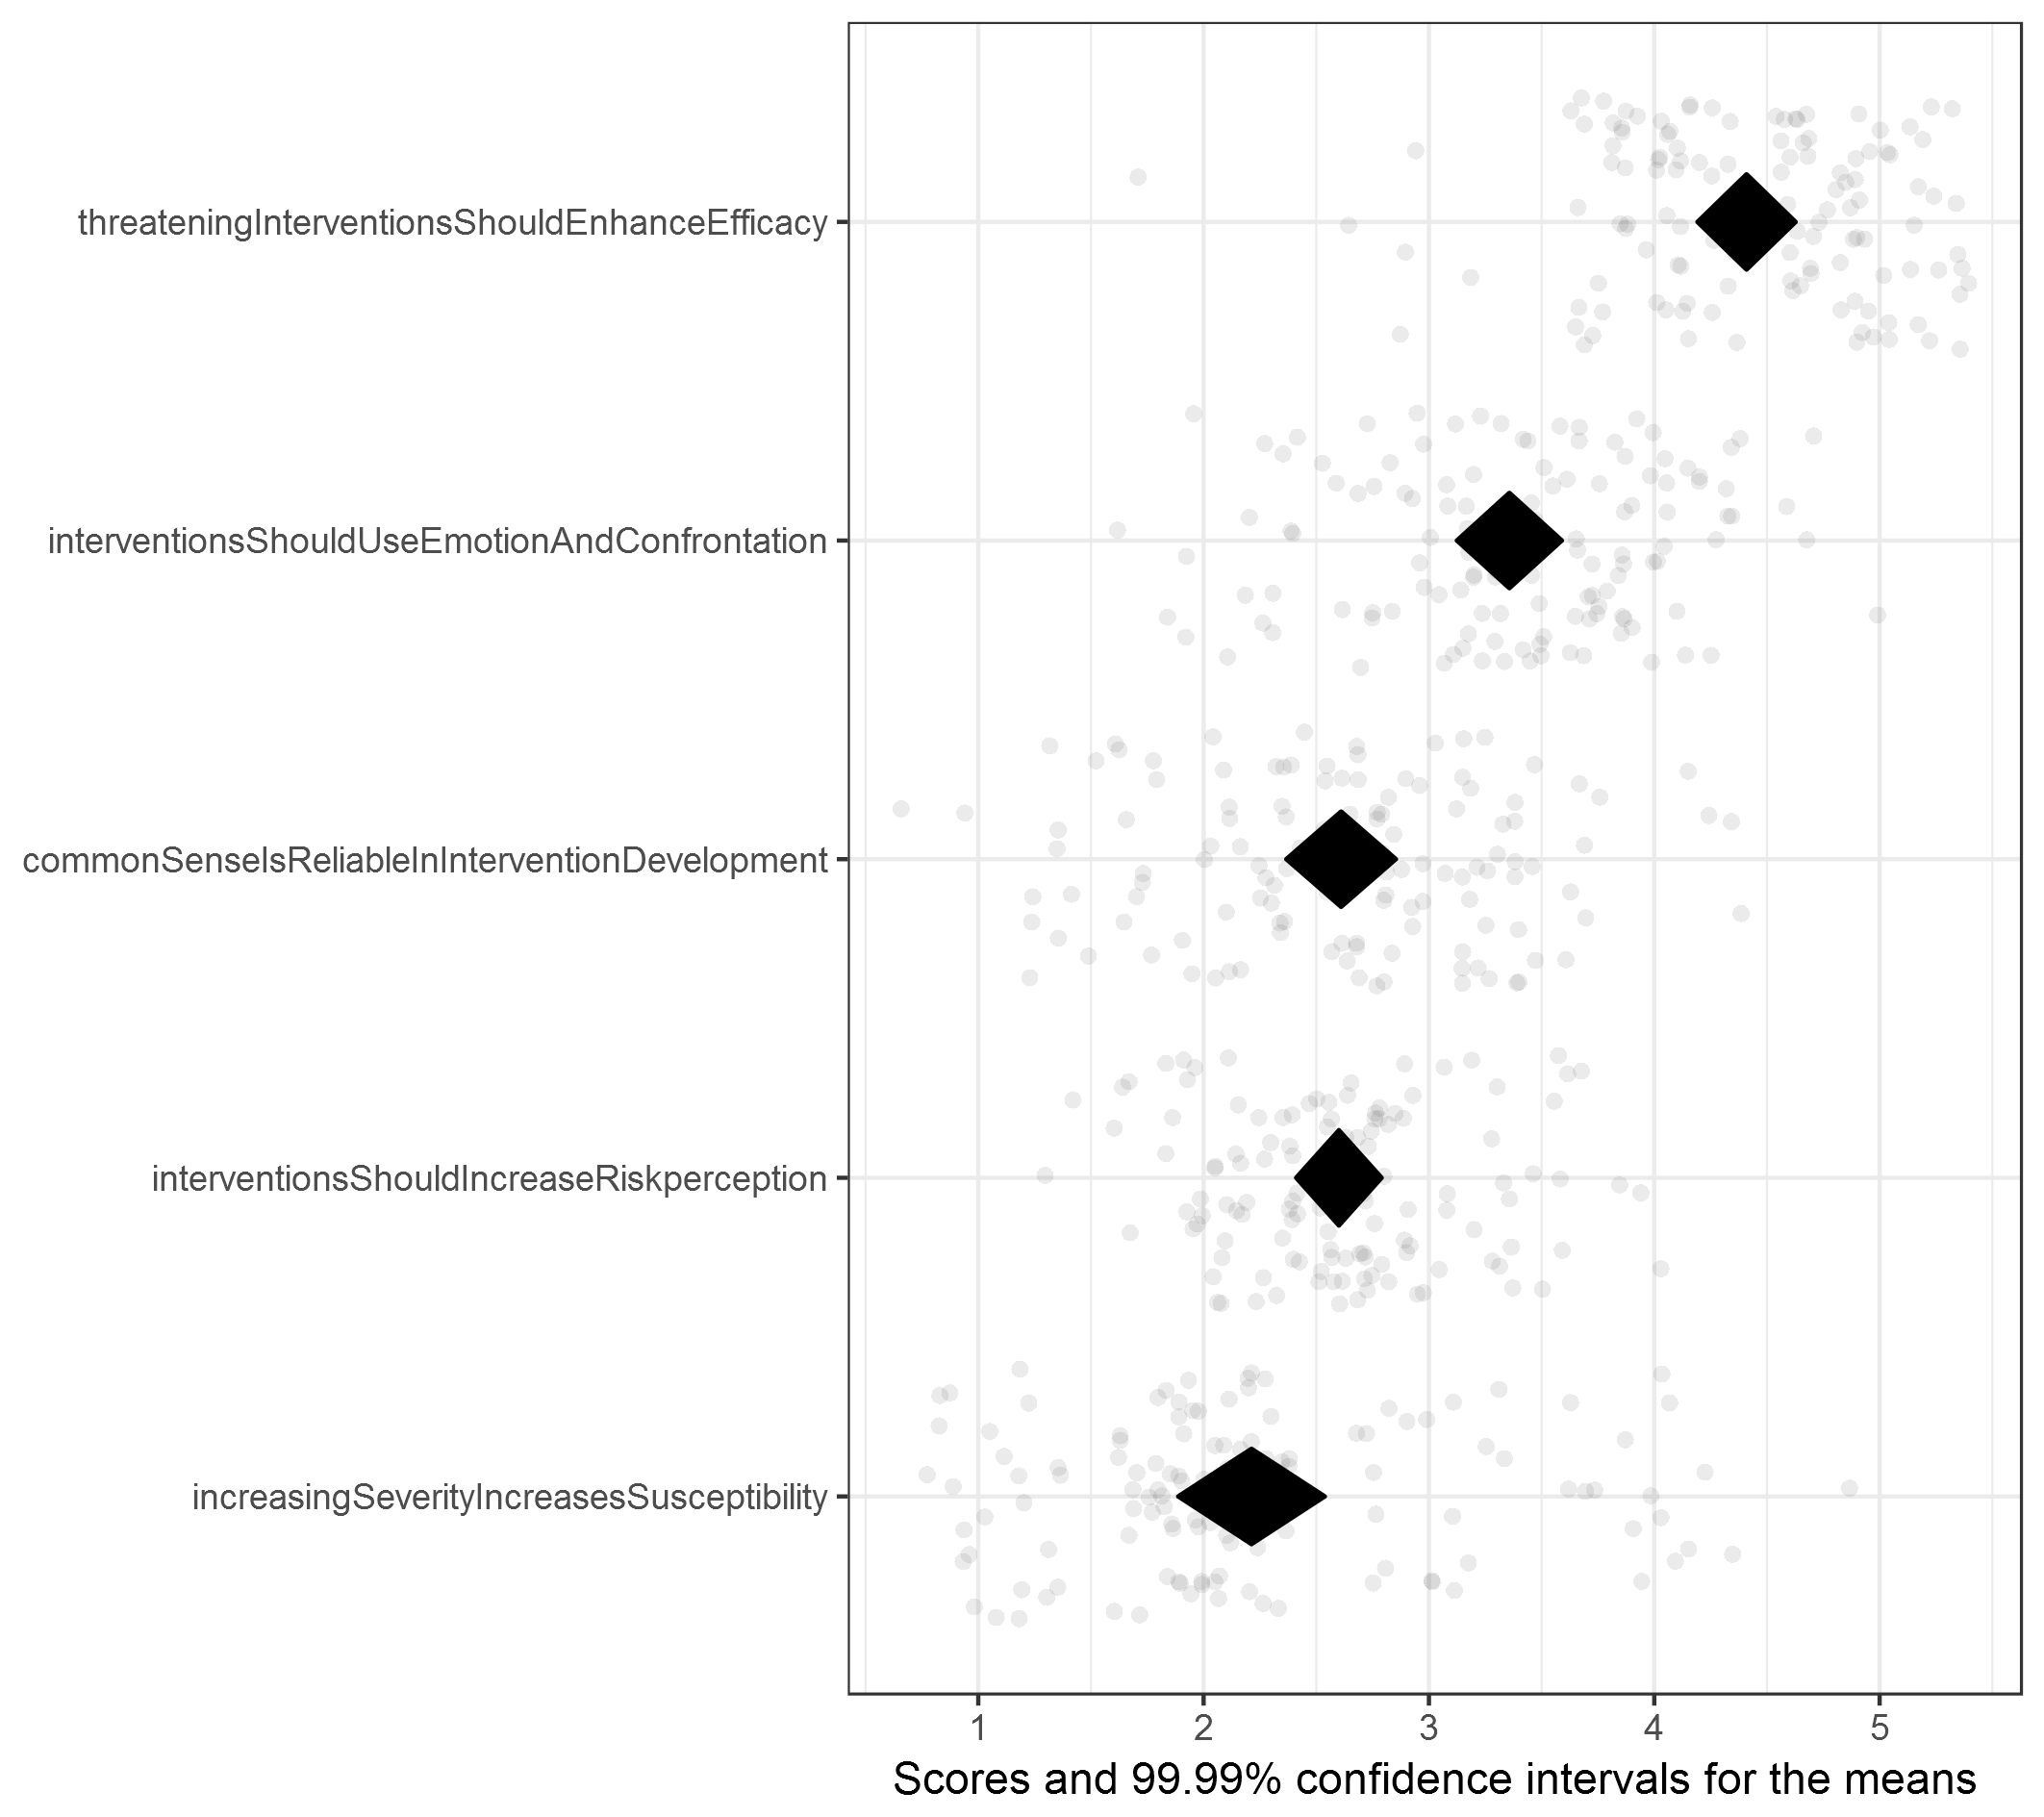 threateningInterventionsShouldEnhanceEfficacy
interventionsShouldUseEmotionAndConfrontation
commonSenseIsReliableInInterventionDevelopment
interventionsShouldIncreaseRiskperception
increasingSeverityIncreasesSusceptibility
1 2 3 4 5
Scores and 99.99% confidence intervals for the means